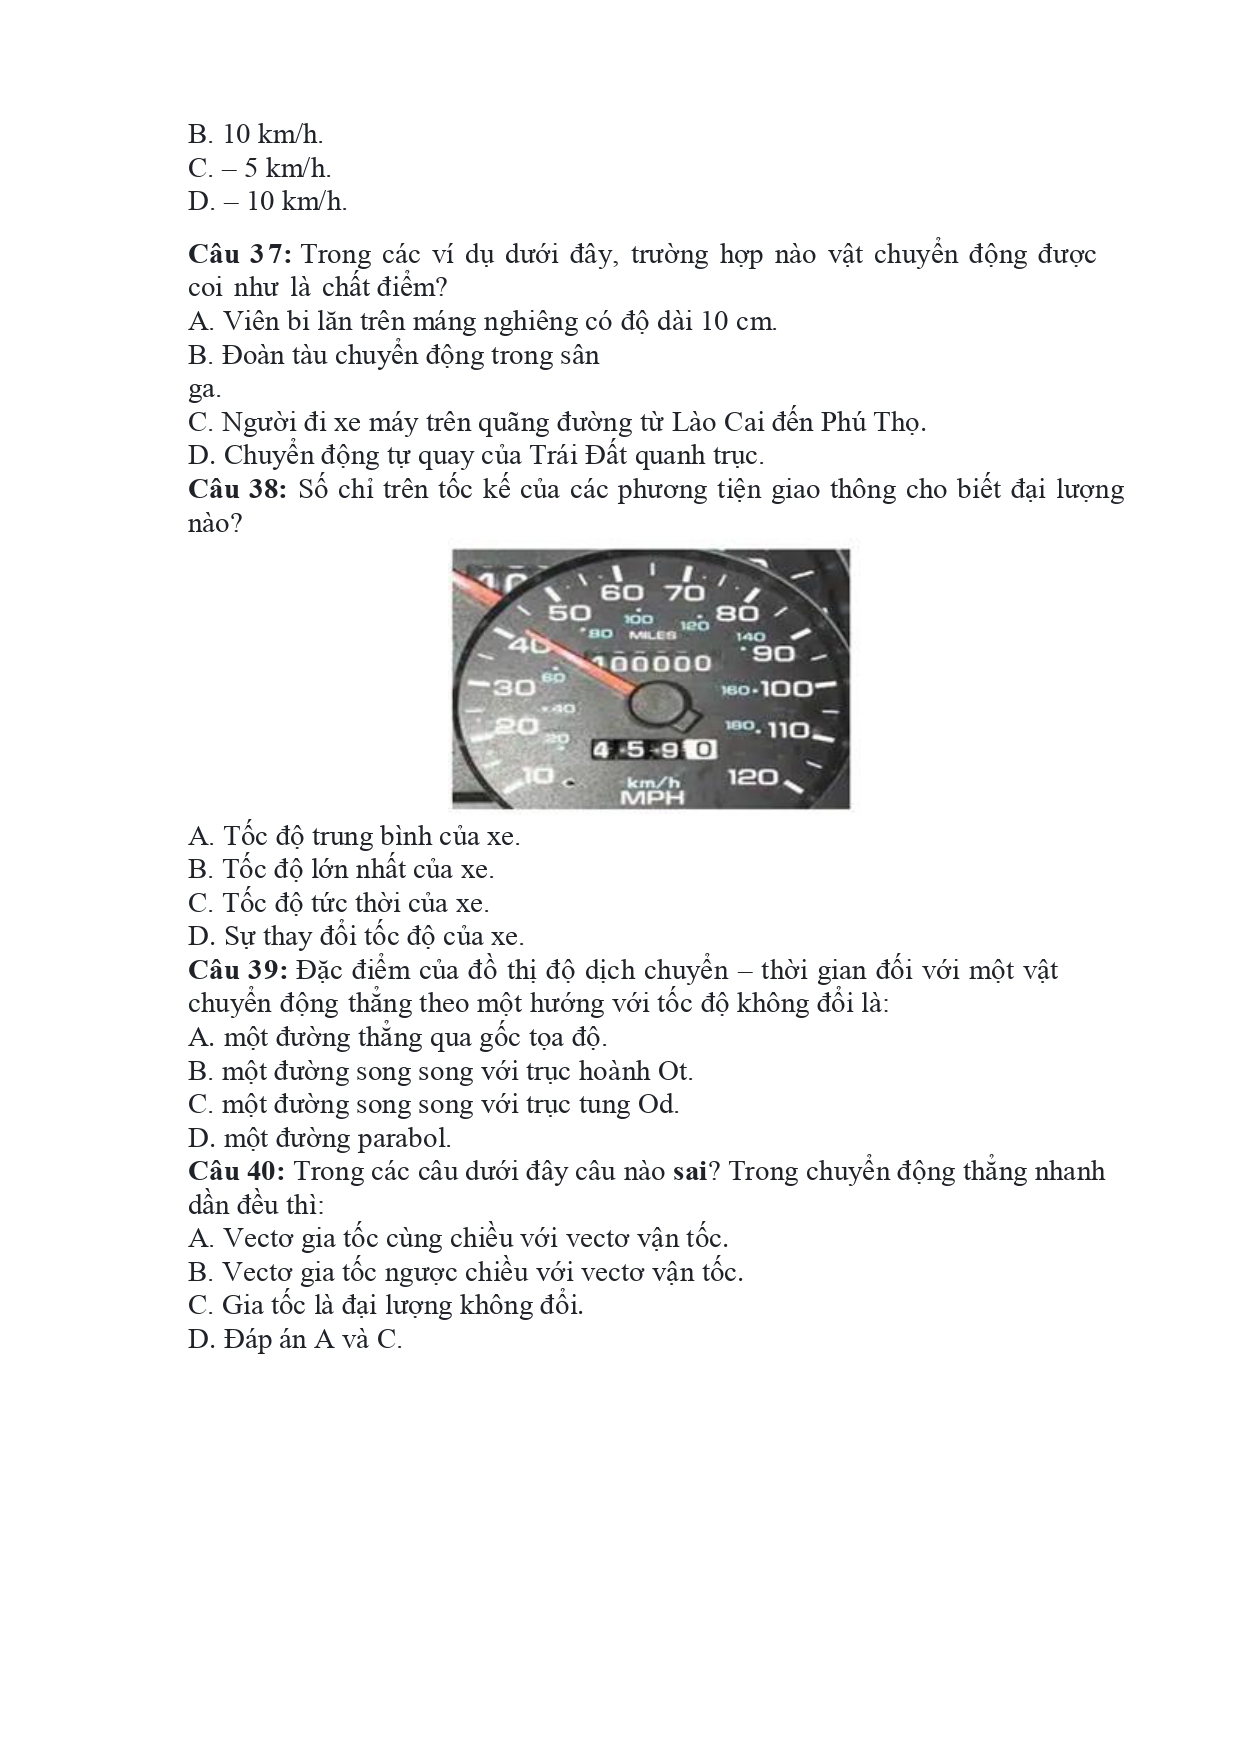 B. 10 km/h.
C. – 5 km/h.
D. – 10 km/h.
Câu 37: Trong các ví dụ dưới đây, trường hợp nào vật chuyển động được
coi như là chất điểm?
A. Viên bi lăn trên máng nghiêng có độ dài 10 cm.
B. Đoàn tàu chuyển động trong sân
ga.
C. Người đi xe máy trên quãng đường từ Lào Cai đến Phú Thọ.
D. Chuyển động tự quay của Trái Đất quanh trục.
Câu 38: Số chỉ trên tốc kế của các phương tiện giao thông cho biết đại lượng
nào?
60 70
50 80
100 120
80 MILES 140
40 90
100000
30 60 160 100
20 40 180 110
20 4 5 9 0
10 km/h 120
MPH
A. Tốc độ trung bình của xe.
B. Tốc độ lớn nhất của xe.
C. Tốc độ tức thời của xe.
D. Sự thay đổi tốc độ của xe.
Câu 39: Đặc điểm của đồ thị độ dịch chuyển – thời gian đối với một vật
chuyển động thẳng theo một hướng với tốc độ không đổi là:
A. một đường thẳng qua gốc tọa độ.
B. một đường song song với trục hoành Ot.
C. một đường song song với trục tung Od.
D. một đường parabol.
Câu 40: Trong các câu dưới đây câu nào sai? Trong chuyển động thẳng nhanh
dần đều thì:
A. Vectơ gia tốc cùng chiều với vectơ vận tốc.
B. Vectơ gia tốc ngược chiều với vectơ vận tốc.
C. Gia tốc là đại lượng không đổi.
D. Đáp án A và C.